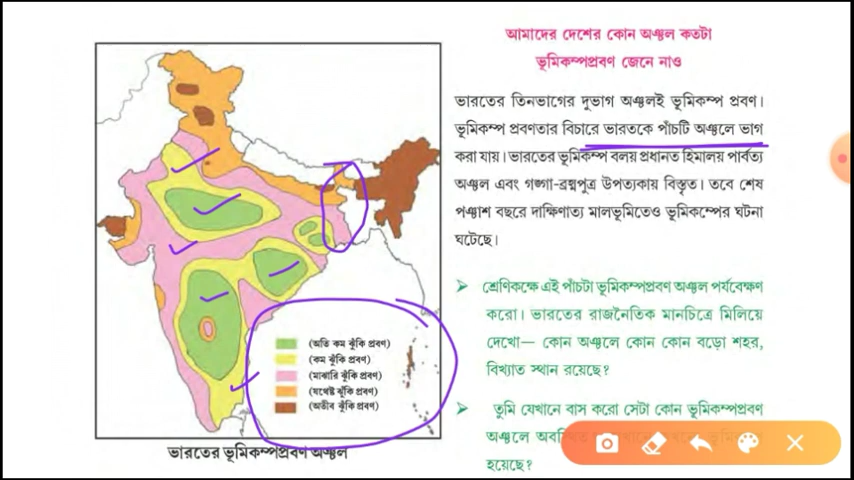 আমাদের দেশের কোন অঞ্চল কতটা
ভূমিকম্পপ্রবণ জেনে নাও
ভারতের তিনভাগের দুভাগ অঞ্চলই ভূমিকম্প প্রবণ।
ভূমিকম্প প্রবণতার বিচারে ভারতকে পাঁচটি অঞ্চলে ভাগ
করা যায়। ভারতের ভূমিকম্প বলয় প্রধানত হিমালয় পার্বত্য
অঞ্চল এবং গঙ্গা-ব্রহ্মপুত্র উপত্যকায় বিস্তৃত। তবে শেষ
পঞ্চাশ বছরে দাক্ষিণাত্য মালভূমিতেও ভূমিকম্পের ঘটনা
ঘটেছে।
শ্রেণিকক্ষে এই পাঁচটা ভূমিকম্পপ্রবণ অঞ্চল পর্যবেক্ষণ
করো। ভারতের রাজনৈতিক মানচিত্রে মিলিয়ে
দেখো— কোন অঞ্চলে কোন কোন বড়ো শহর,
বিখ্যাত স্থান রয়েছে?
তুমি যেখানে বাস করো সেটা কোন ভূমিকম্পপ্রবণ
অঞ্চলে
হয়েছে?
(অতি কম ঝুঁকি প্রবণ)
(কম ঝুঁকি প্রবণ)
(মাঝারি ঝুঁকি প্রবণ)
(যথেষ্ট ঝুঁকি প্রবণ)
(অতীব ঝুঁকি প্রবণ)
ভারতের ভূমিকম্পপ্রবণ অঞ্চল